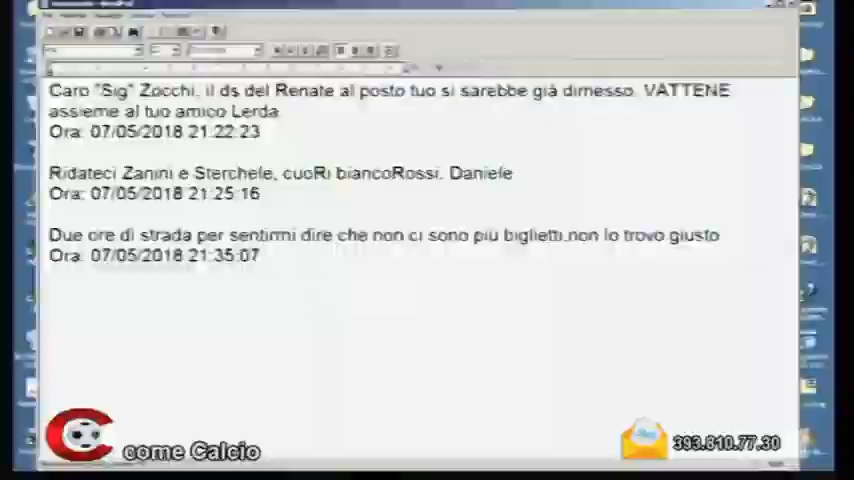 Caro "Sig" Zocchi, il ds del Renate al posto tuo si sarebbe già dimesso. VATTENE
assieme al tuo amico Lerda
Ora: 07/05/2018 21:22:23
Ridateci Zanini e Sterchele, cuoRi biancoRossi. Daniele
Ora: 07/05/2018 21:25:16
Due ore di strada per sentirmi dire che non ci sono più biglietti,non lo trovo giusto
Ora: 07/05/2018 21:35:07
C come Calcio
393.810.77.30